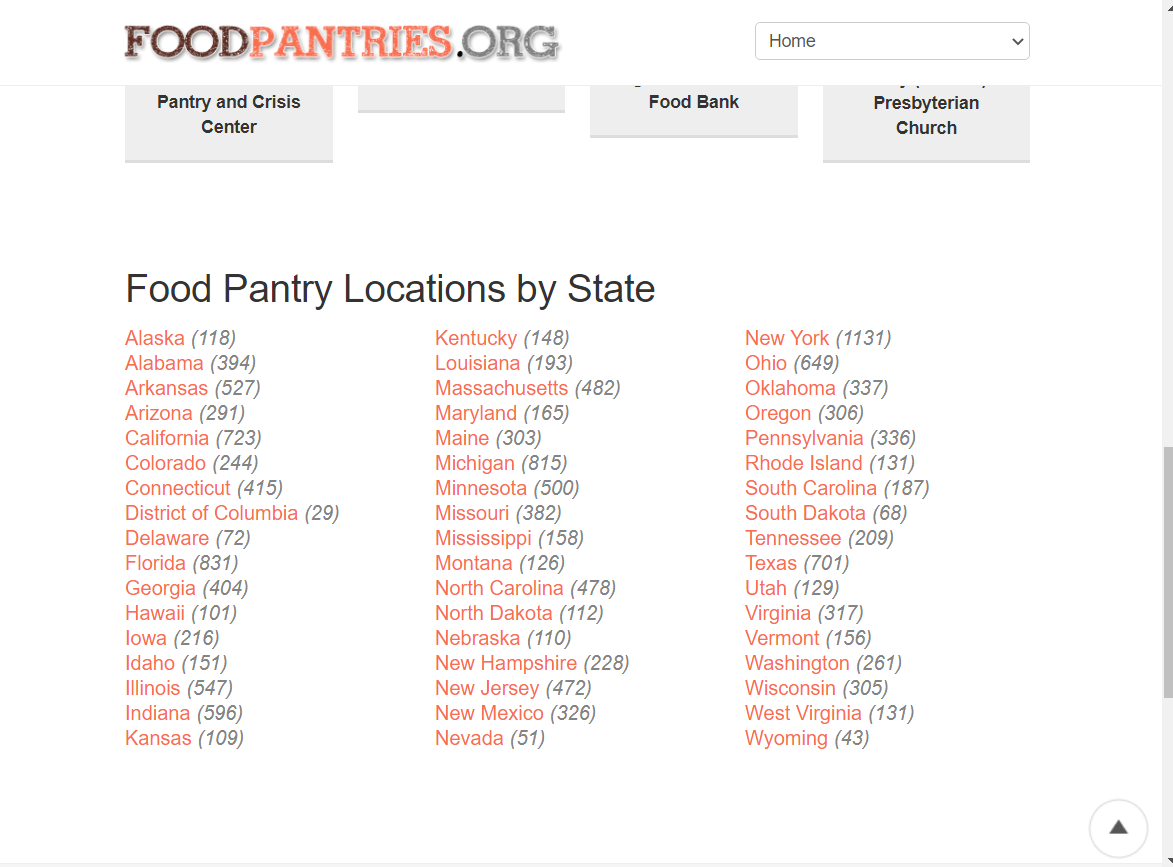 FOODPANTRIES.ORG
Home
Pantry and Crisis
Center
Food Bank
Presbyterian
Church
Food Pantry Locations by State
Alaska (118)
Alabama (394)
Arkansas (527)
Arizona (291)
California (723)
Colorado (244)
Connecticut (415)
District of Columbia (29)
Delaware (72)
Florida (831)
Georgia (404)
Hawaii (101)
Iowa (216)
Idaho (151)
Illinois (547)
Indiana (596)
Kansas (109)
Kentucky (148)
Louisiana (193)
Massachusetts (482)
Maryland (165)
Maine (303)
Michigan (815)
Minnesota (500)
Missouri (382)
Mississippi (158)
Montana (126)
North Carolina (478)
North Dakota (112)
Nebraska (110)
New Hampshire (228)
New Jersey (472)
New Mexico (326)
Nevada (51)
New York (1131)
Ohio (649)
Oklahoma (337)
Oregon (306)
Pennsylvania (336)
Rhode Island (131)
South Carolina (187)
South Dakota (68)
Tennessee (209)
Texas (701)
Utah (129)
Virginia (317)
Vermont (156)
Washington (261)
Wisconsin (305)
West Virginia (131)
Wyoming (43)